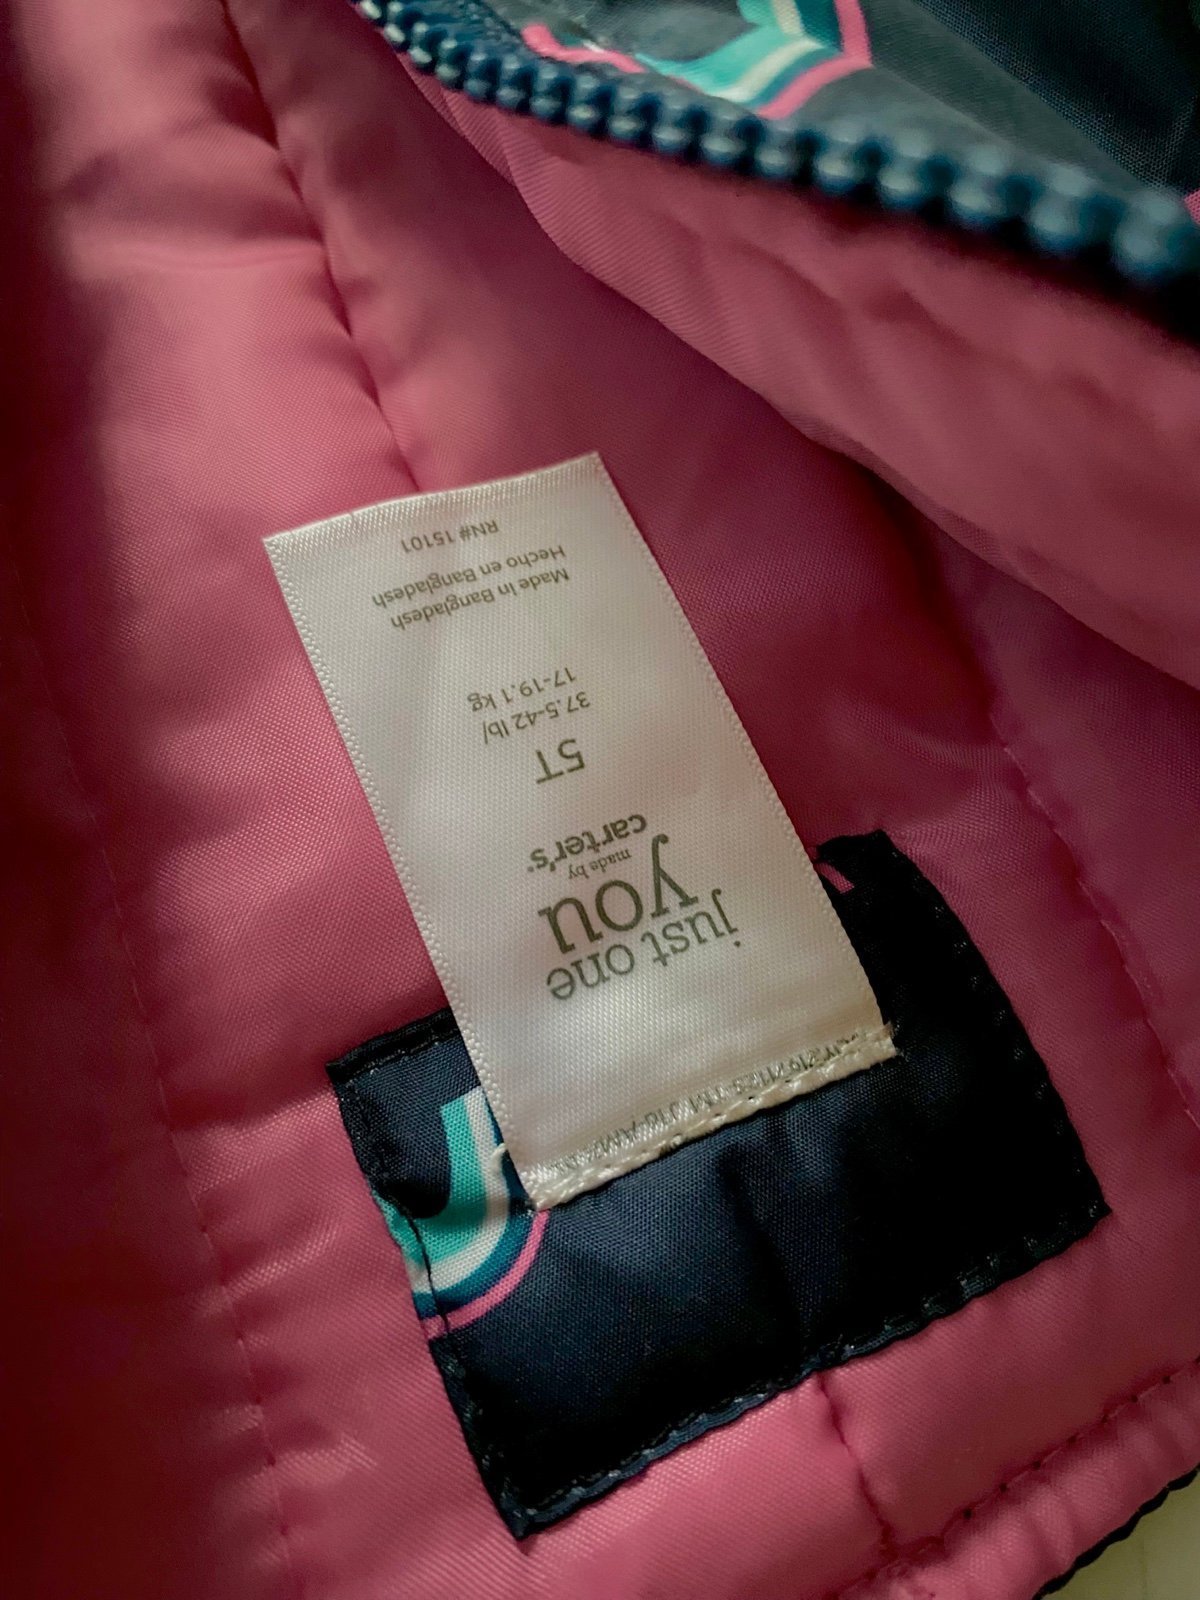 just one
you
made by
carter's
5T
37.5-42 lb/
17-19.1 kg
Made in Bangladesh
Hecho en Bangladesh
RN# 15101